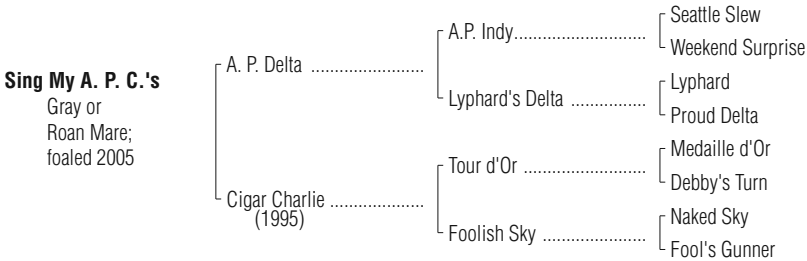 Sing My A. P. C.'s
Gray or
Roan Mare;
foaled 2005
A. P. Delta ........................
Cigar Charlie ....................
(1995)
A.P. Indy............................
Lyphard's Delta ................
Tour d'Or ..........................
Foolish Sky ......................
Seattle Slew
Weekend Surprise
Lyphard
Proud Delta
Medaille d'Or
Debby's Turn
Naked Sky
Fool's Gunner